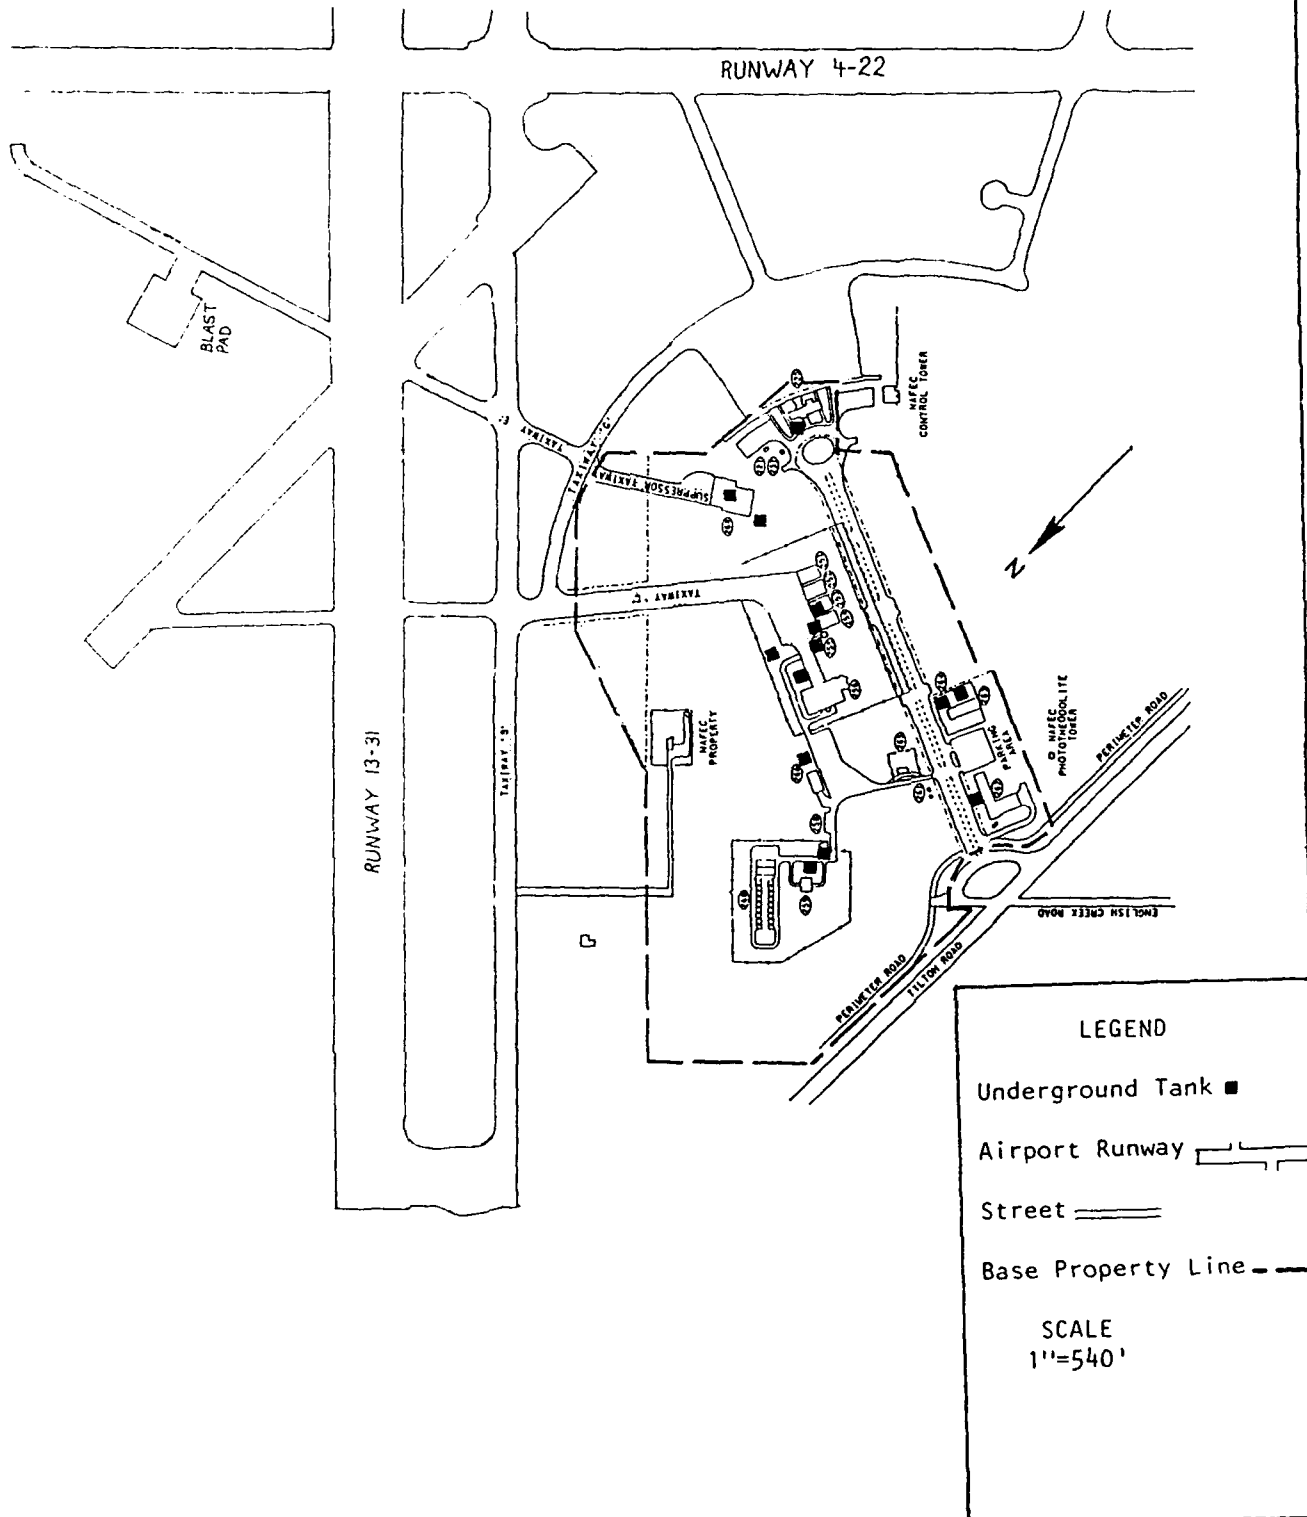 RUNWAY 4-22
BLAST
PAD
NAFEC
CONTROL TOWER
TAXIWAY 'E'
TAXIWAY 'G'
SUPPRESSOR TAXIWAY
N
TAXIWAY 'C'
NAFEC
PROPERTY
TAXIWAY 'B'
RUNWAY 13-31
PARKING
AREA
NAFEC
PHOTOTHEODOLITE
TOWER
PERIMETER ROAD
ENGLISH CREEK ROAD
PERIMETER ROAD
TILTON ROAD
LEGEND
Underground Tank
Airport Runway
Street
Base Property Line
SCALE
1"=540'